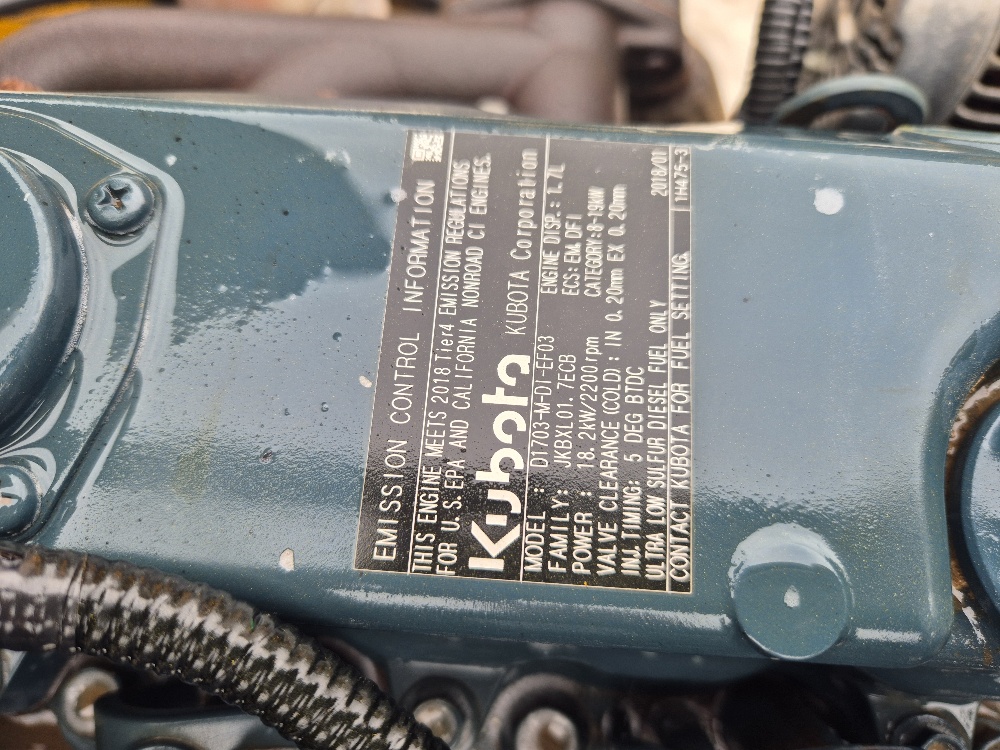 EMISSION CONTROL INFORMATION
THIS ENGINE MEETS 2018 Tier4 EMISSION REGULATIONS
FOR U.S. EPA AND CALIFORNIA NONROAD CI ENGINES.
Kubota KUBOTA Corporation
MODEL : D1703-M-DI-EF03 ENGINE DISP.: 1.7L
FAMILY: JKBXL01.7ECB ECS: EM, DFI
POWER : 18.2kW/2200rpm CATEGORY:8-19kW
VALVE CLEARANCE(COLD): IN 0.20mm EX 0.20mm
INJ. TIMING: 5 DEG BTDC
ULTRA LOW SULFUR DIESEL FUEL ONLY 2018/01
CONTACT KUBOTA FOR FUEL SETTING. 1H475-3